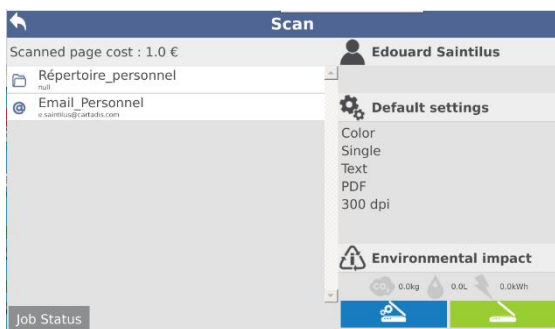 Scan
Scanned page cost : 1.0 €
Répertoire_personnel
null
@ Email_Personnel
e.saintilus@cartadis.com
Job Status
Edouard Saintilus
Default settings
Color
Single
Text
PDF
300 dpi
Environmental impact
CO₂ 0.0kg 0.0L 0.0kWh